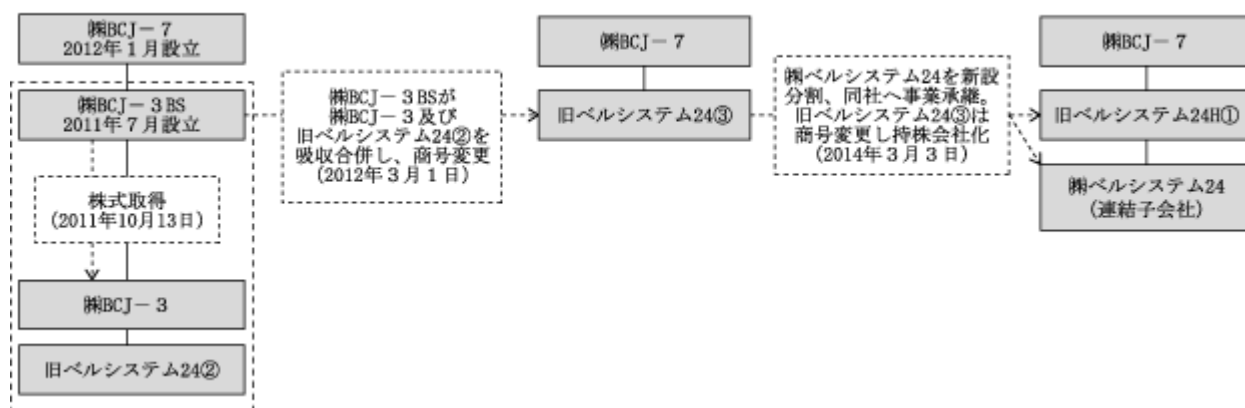 ㈱BCJ-7
2012年1月設立
㈱BCJ-3BS
2011年7月設立
株式取得
(2011年10月13日)
㈱BCJ-3
旧ベルシステム24②
㈱BCJ-3BSが
㈱BCJ-3及び
旧ベルシステム24②を
吸収合併し、商号変更
(2012年3月1日)
㈱BCJ-7
旧ベルシステム24③
㈱ベルシステム24を新設
分割、同社へ事業承継。
旧ベルシステム24③は
商号変更し持株会社化
(2014年3月3日)
㈱BCJ-7
旧ベルシステム24H①
㈱ベルシステム24
(連結子会社)